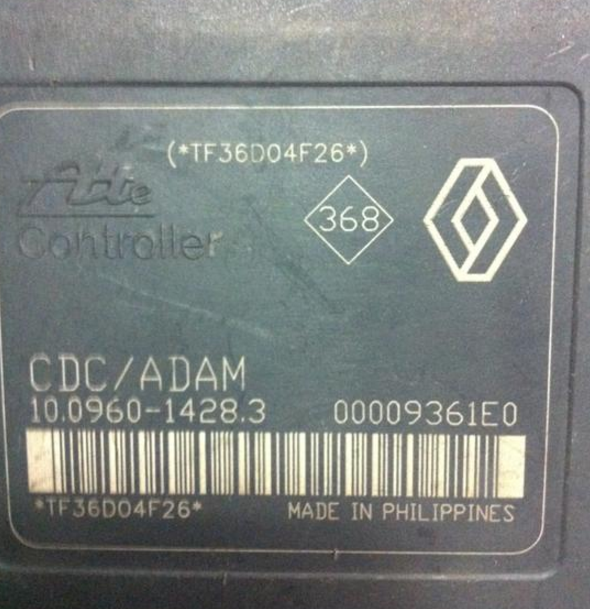 (*TF36D04F26*)
Ate
Controller
368
CDC/ADAM
10.0960-1428.3 00009361E0
*TF36D04F26* MADE IN PHILIPPINES